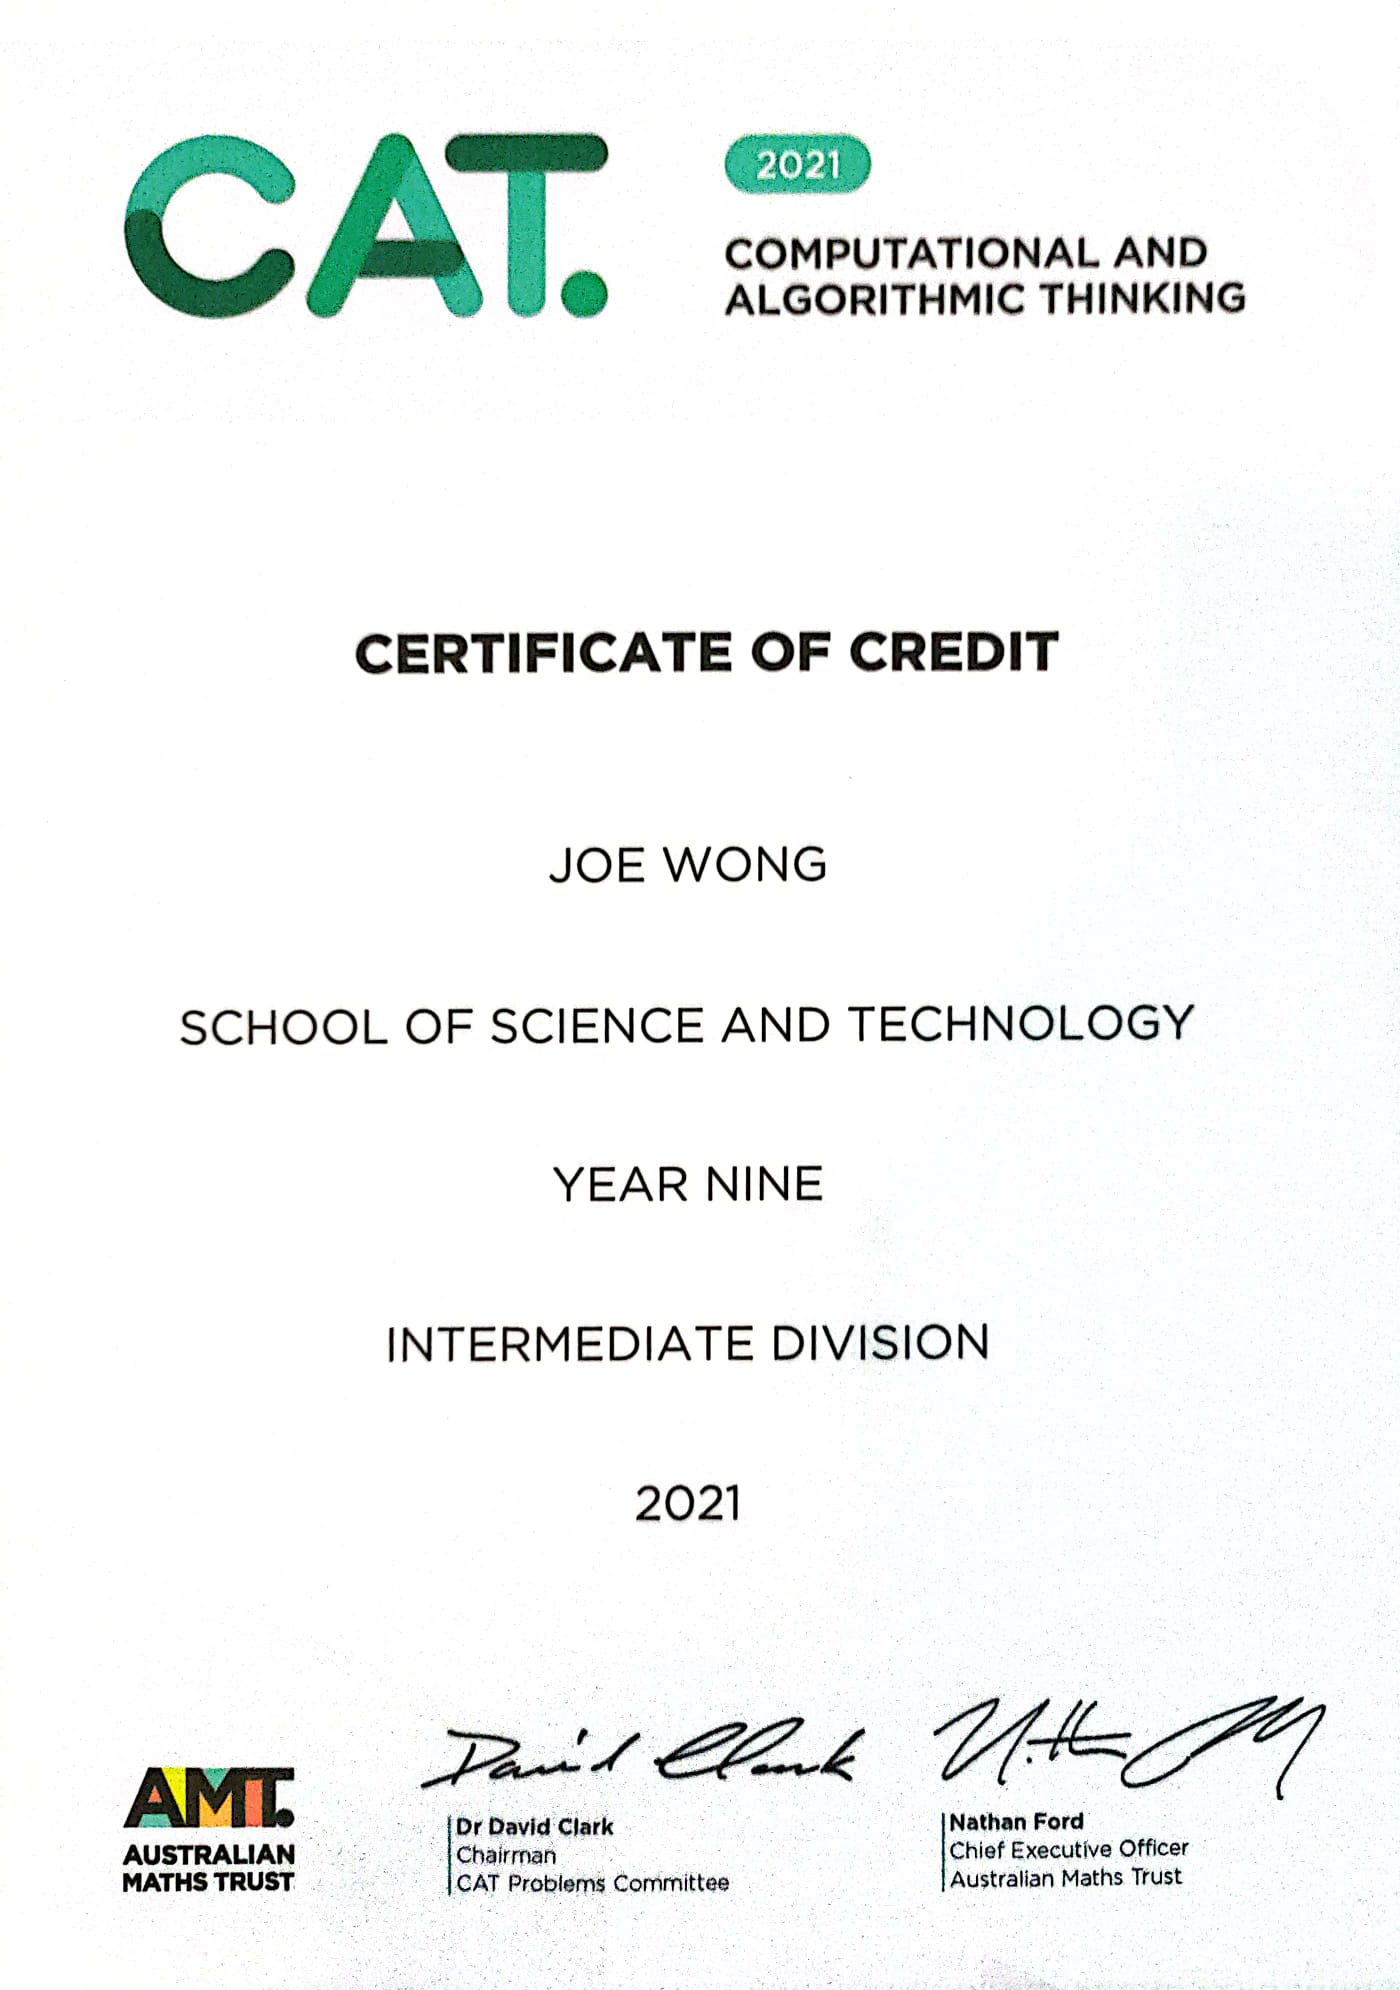 CAT.
2021
COMPUTATIONAL AND
ALGORITHMIC THINKING
CERTIFICATE OF CREDIT
JOE WONG
SCHOOL OF SCIENCE AND TECHNOLOGY
YEAR NINE
INTERMEDIATE DIVISION
2021
AMT.
AUSTRALIAN
MATHS TRUST
David Clark
Dr David Clark
Chairman
CAT Problems Committee
Nathan Ford
Chief Executive Officer
Australian Maths Trust